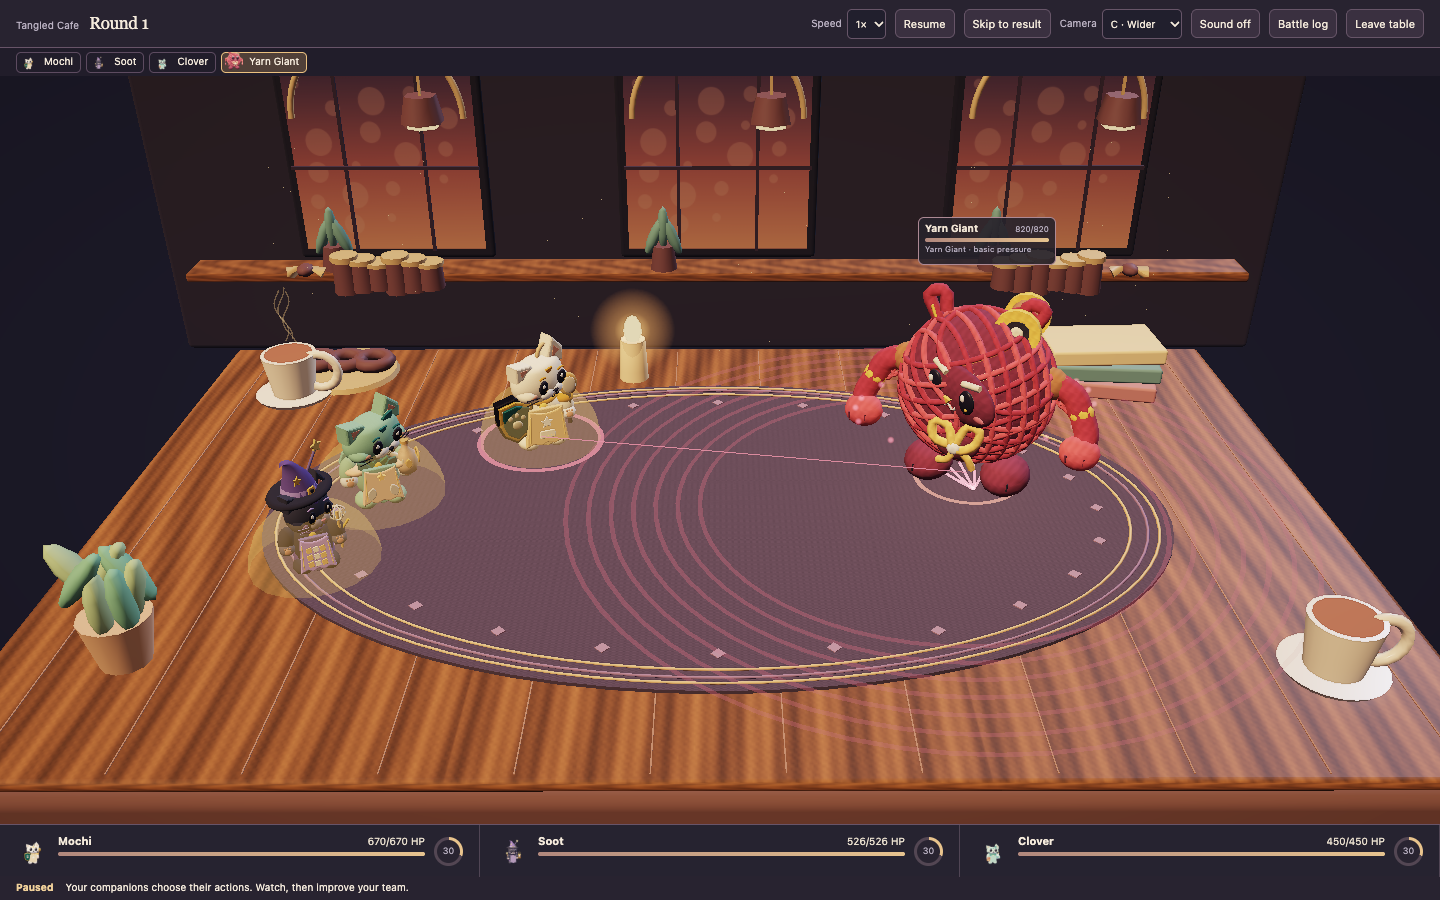 Tangled Cafe Round 1
Speed 1x Resume Skip to result Camera C · Wider Sound off Battle log Leave table
Mochi Soot Clover Yarn Giant
Yarn Giant 820/820
Yarn Giant · basic pressure
Mochi 670/670 HP 30
Soot 526/526 HP 30
Clover 450/450 HP 30
Paused Your companions choose their actions. Watch, then improve your team.